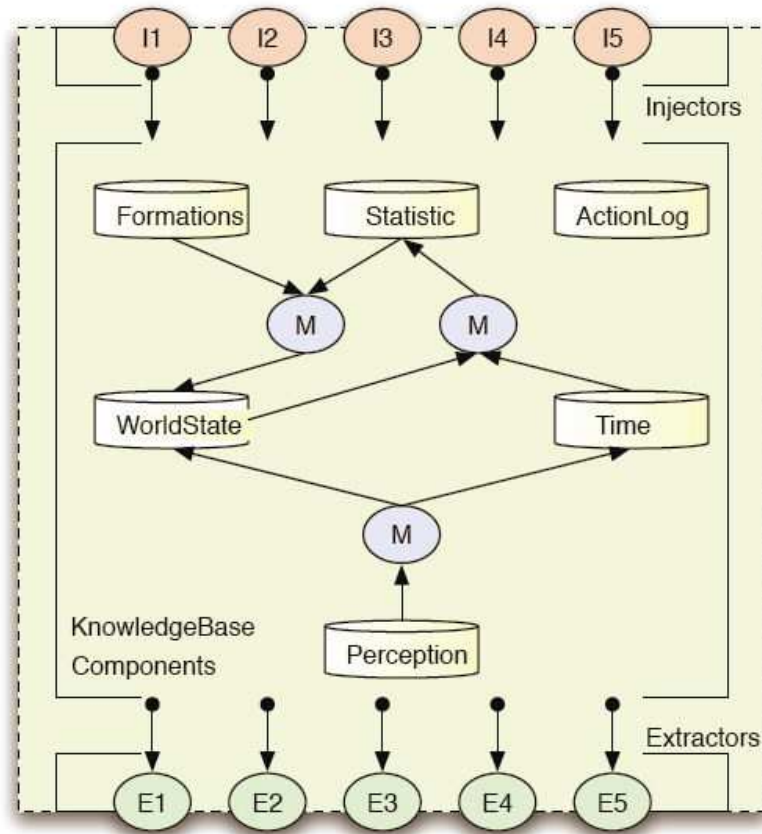 I1 I2 I3 I4 I5
Injectors
Formations Statistic ActionLog
M M
WorldState Time
M
KnowledgeBase
Components
Perception
Extractors
E1 E2 E3 E4 E5